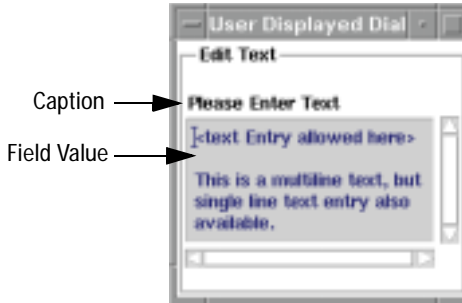 User Displayed Dial
Edit Text
Caption
Please Enter Text
Field Value
<text Entry allowed here>
This is a multiline text, but
single line text entry also
available.